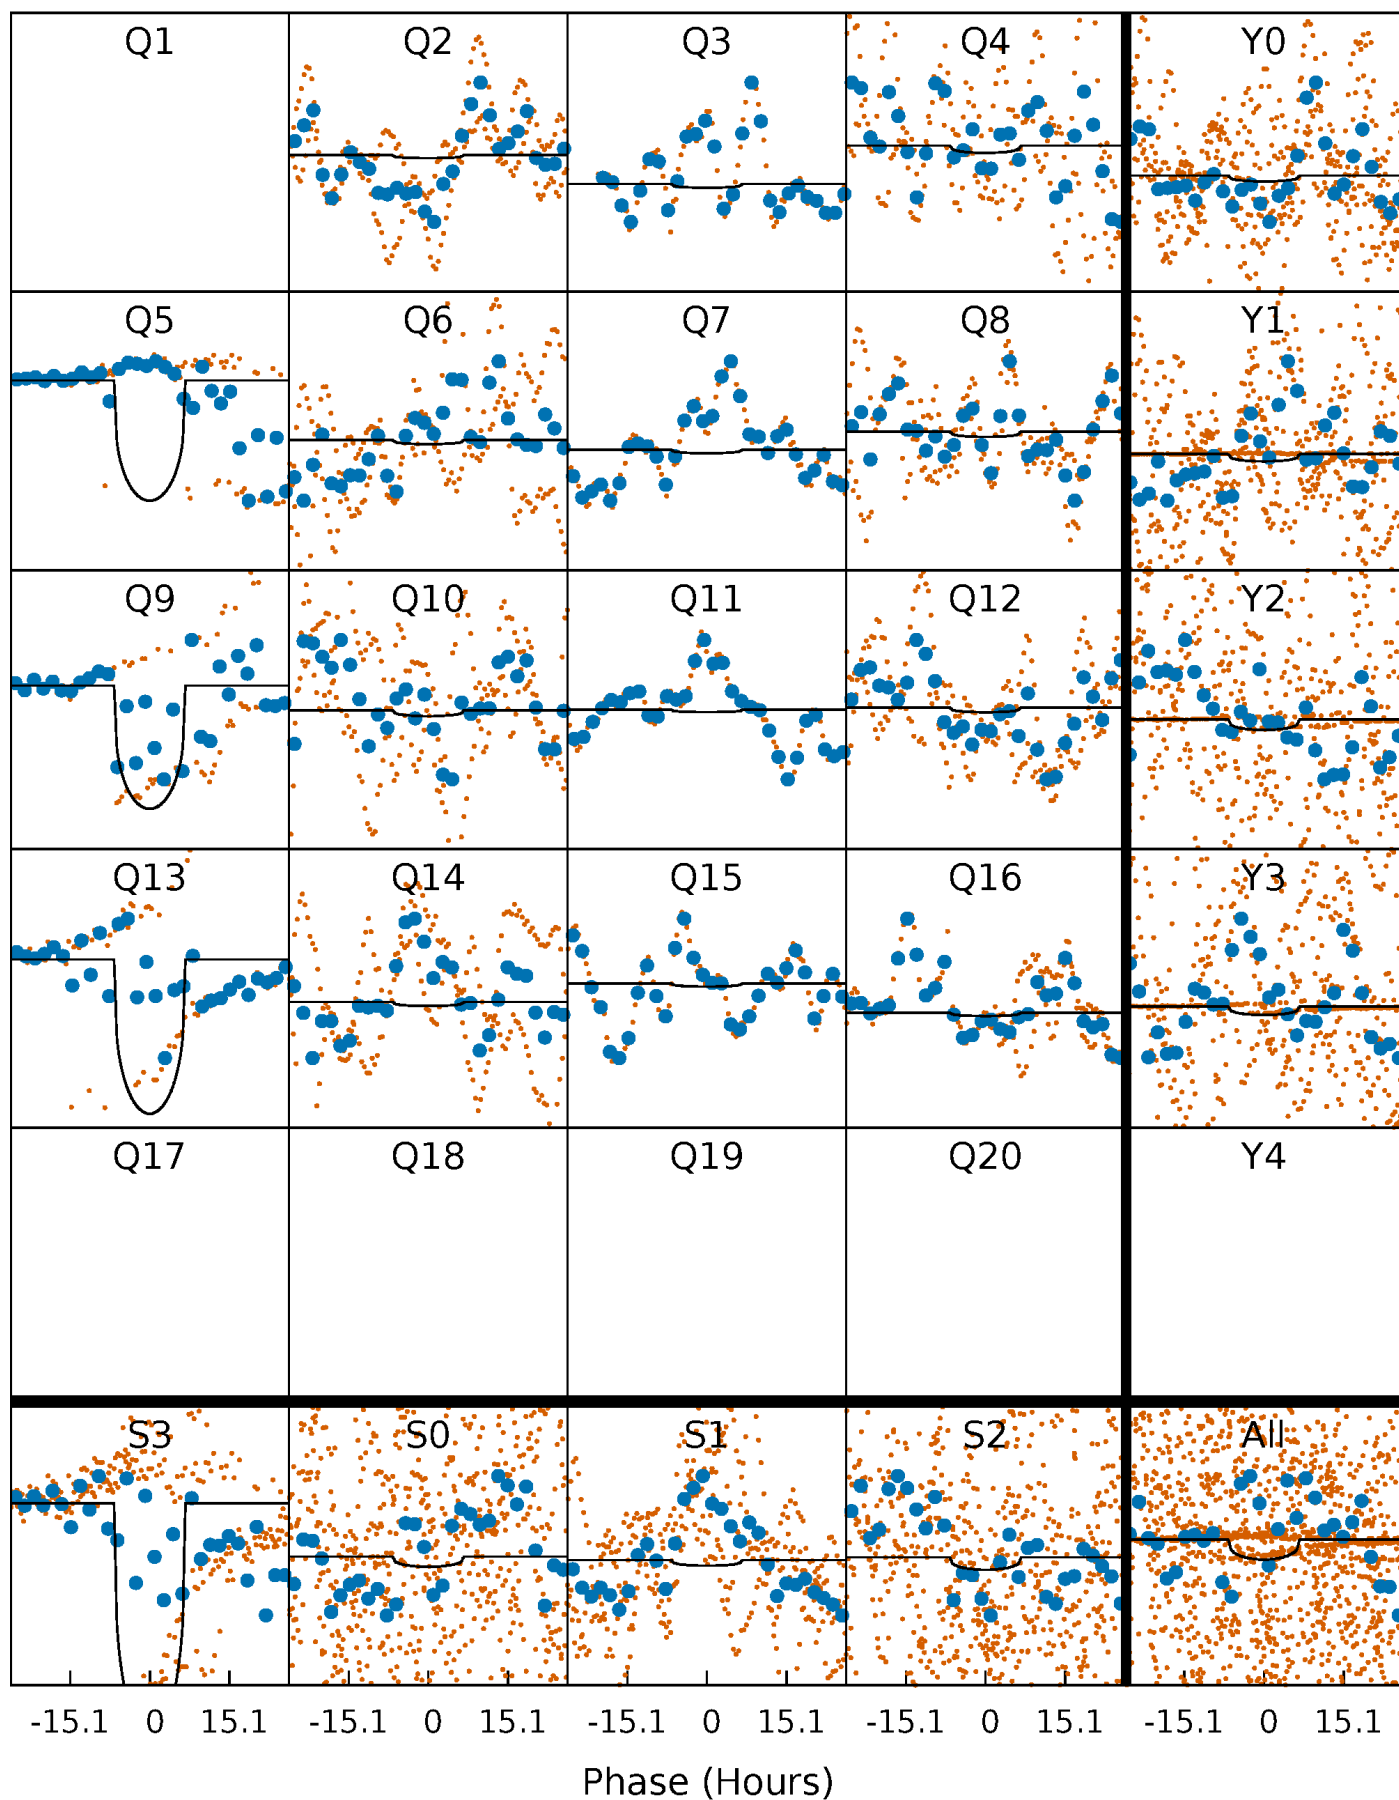 Q1 Q2 Q3 Q4 Y0
Q5 Q6 Q7 Q8 Y1
Q9 Q10 Q11 Q12 Y2
Q13 Q14 Q15 Q16 Y3
Q17 Q18 Q19 Q20 Y4
S3 S0 S1 S2 All
-15.1 0 15.1 -15.1 0 15.1 -15.1 0 15.1 -15.1 0 15.1 -15.1 0 15.1
Phase (Hours)